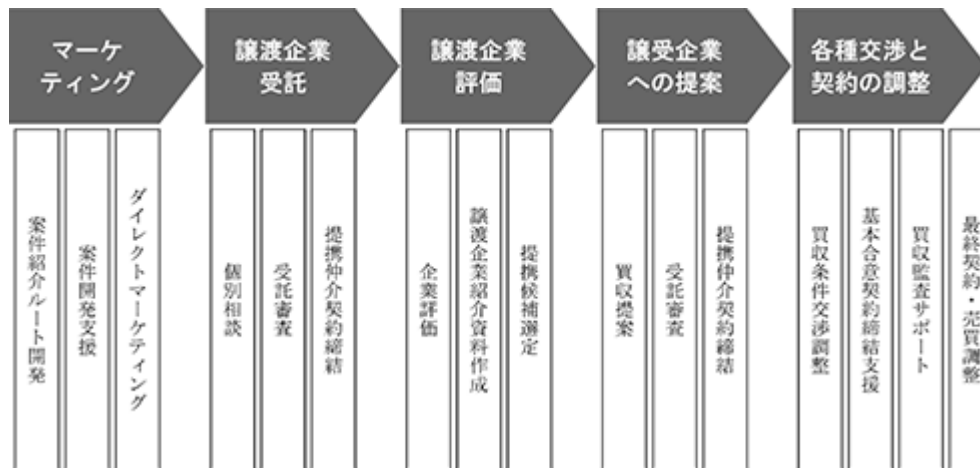 マーケ
ティング
譲渡企業
受託
譲渡企業
評価
譲受企業
への提案
各種交渉と
契約の調整
案件紹介ルート開発
案件開発支援
ダイレクトマーケティング
個別相談
受託審査
提携仲介契約締結
企業評価
譲渡企業紹介資料作成
提携候補選定
買収提案
受託審査
提携仲介契約締結
買収条件交渉調整
基本合意契約締結支援
買収監査サポート
最終契約・売買調整